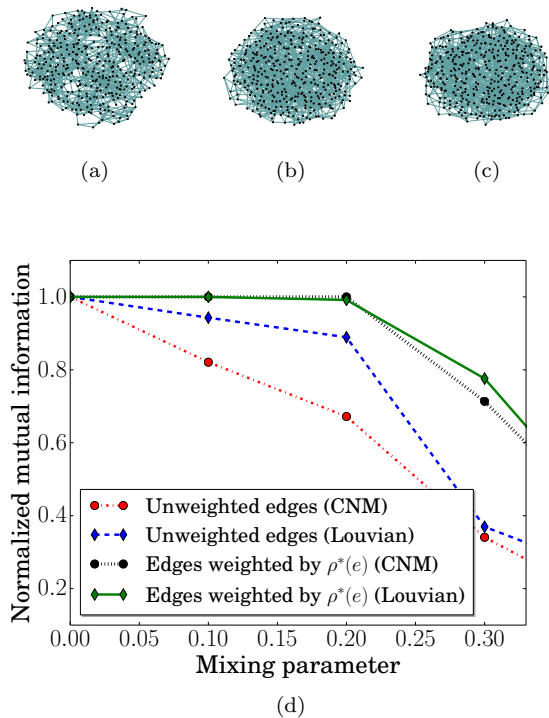 (a)
(b)
(c)
Normalized mutual information
1.0
0.8
0.6
0.4
0.2
Unweighted edges (CNM)
Unweighted edges (Louvian)
Edges weighted by ρ*(e) (CNM)
Edges weighted by ρ*(e) (Louvian)
0.00 0.05 0.10 0.15 0.20 0.25 0.30
Mixing parameter
(d)